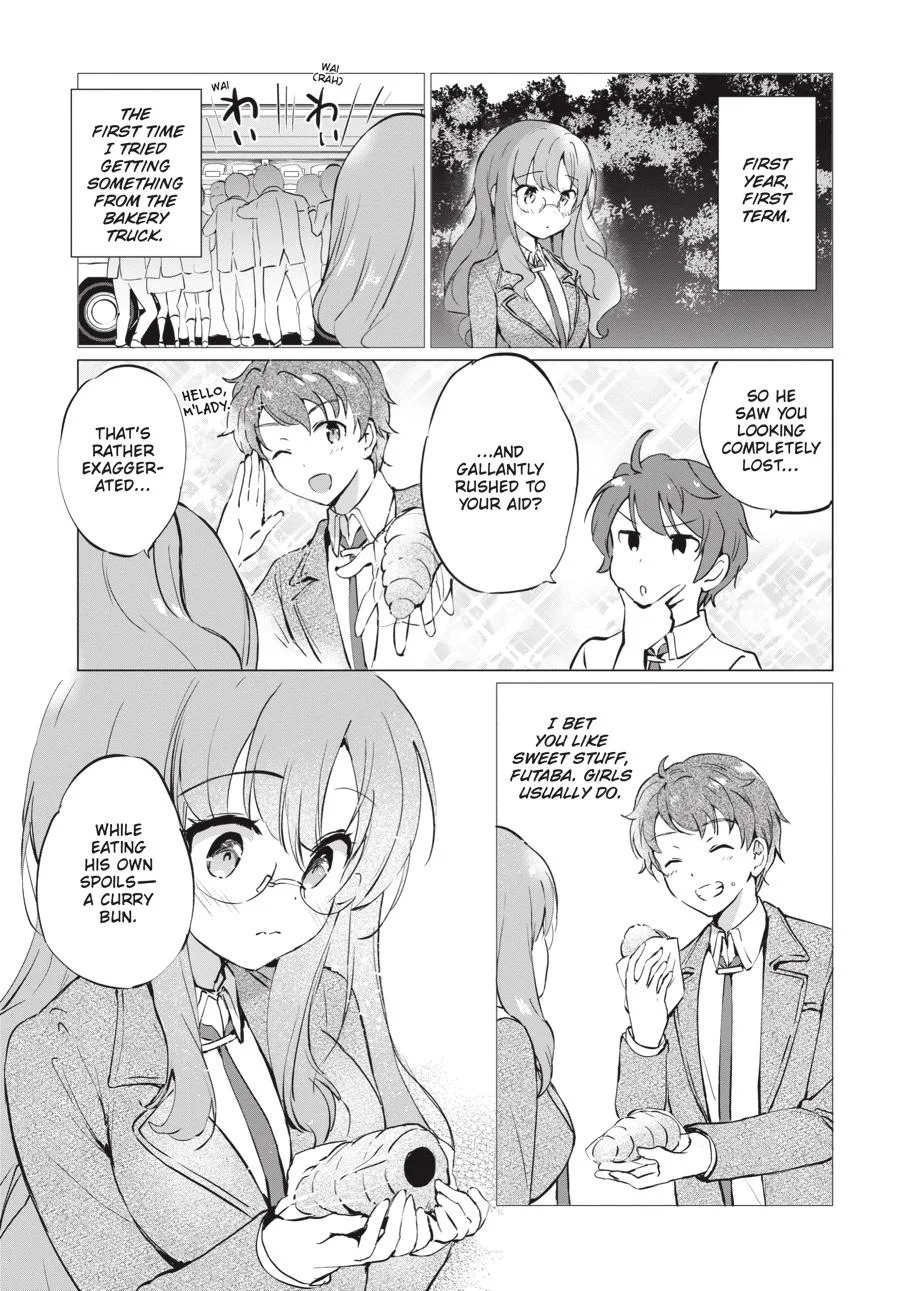 FIRST
YEAR,
FIRST
TERM.
WAI
(RAH)
わい
WAI
わい
THE
FIRST TIME
I TRIED
GETTING
SOMETHING
FROM THE
BAKERY
TRUCK.
SO HE
SAW YOU
LOOKING
COMPLETELY
LOST...
...AND
GALLANTLY
RUSHED TO
YOUR AID?
HELLO,
M'LADY.
THAT'S
RATHER
EXAGGER-
ATED...
I BET
YOU LIKE
SWEET STUFF,
FUTABA. GIRLS
USUALLY DO.
WHILE
EATING
HIS OWN
SPOILS—
A CURRY
BUN.